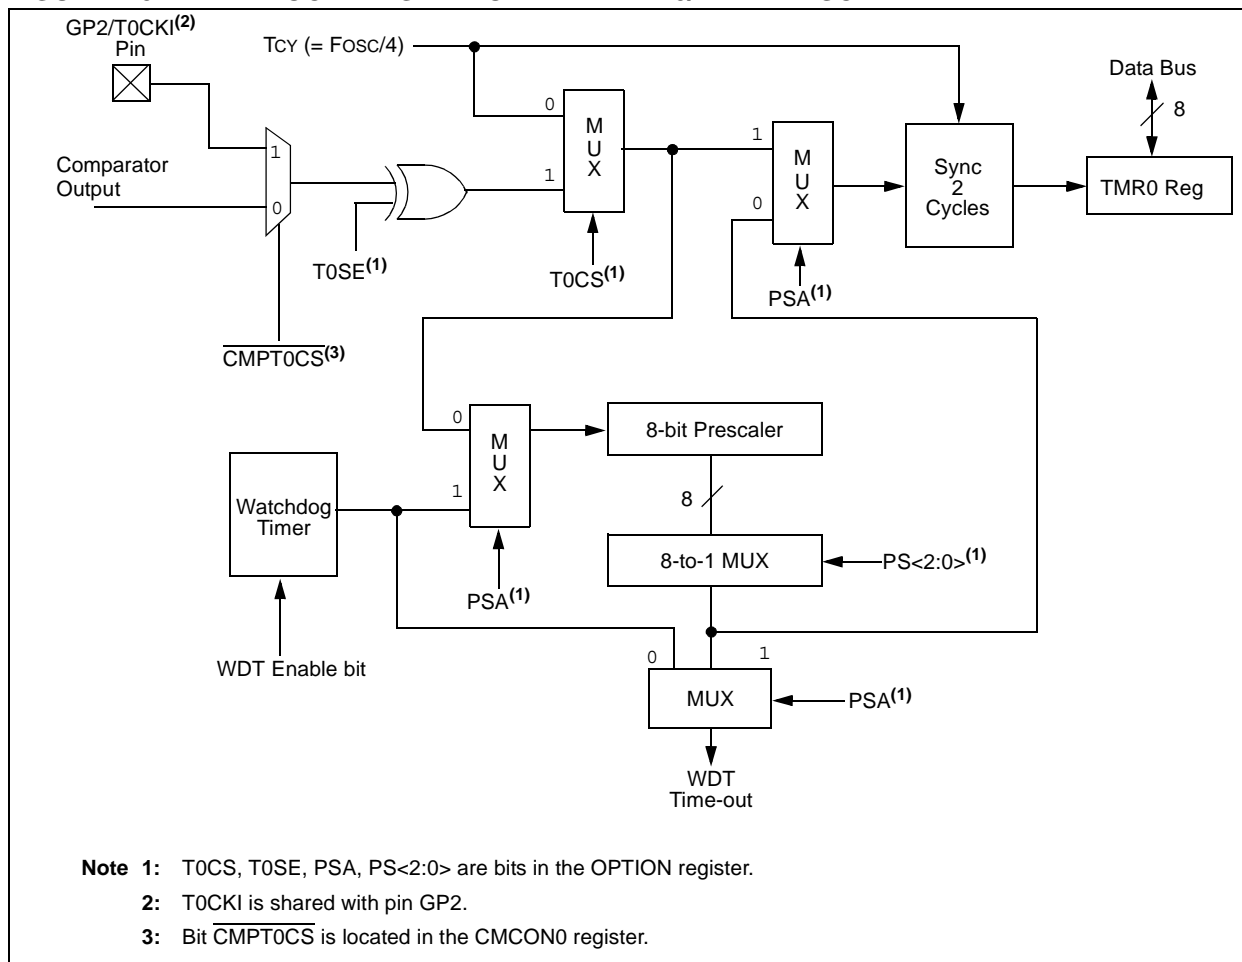 GP2/T0CKI(2)
Pin
TCY (= FOSC/4)
Data Bus
8
0
M
U
X
1
T0CS(1)
1
M
U
X
0
PSA(1)
Sync
2
Cycles
TMR0 Reg
Comparator
Output
1
0
T0SE(1)
CMPT0CS(3)
0
M
U
X
1
PSA(1)
8-bit Prescaler
8
8-to-1 MUX
PS<2:0>(1)
Watchdog
Timer
WDT Enable bit
0
1
MUX
PSA(1)
WDT
Time-out
Note 1: T0CS, T0SE, PSA, PS<2:0> are bits in the OPTION register.
2: T0CKI is shared with pin GP2.
3: Bit CMPT0CS is located in the CMCON0 register.